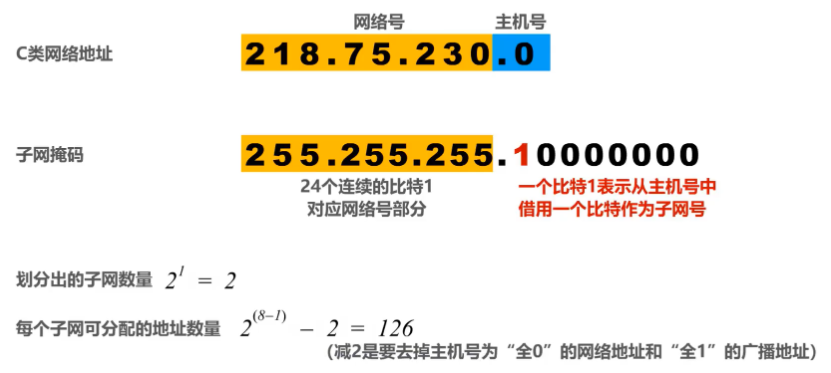 网络号 主机号
C类网络地址 218.75.230.0
子网掩码 255.255.255.10000000
24个连续的比特1 一个比特1表示从主机号中
对应网络号部分 借用一个比特作为子网号
划分出的子网数量 2^1 = 2
每个子网可分配的地址数量 2^(8–1) – 2 = 126
(减2是要去掉主机号为“全0”的网络地址和“全1”的广播地址)